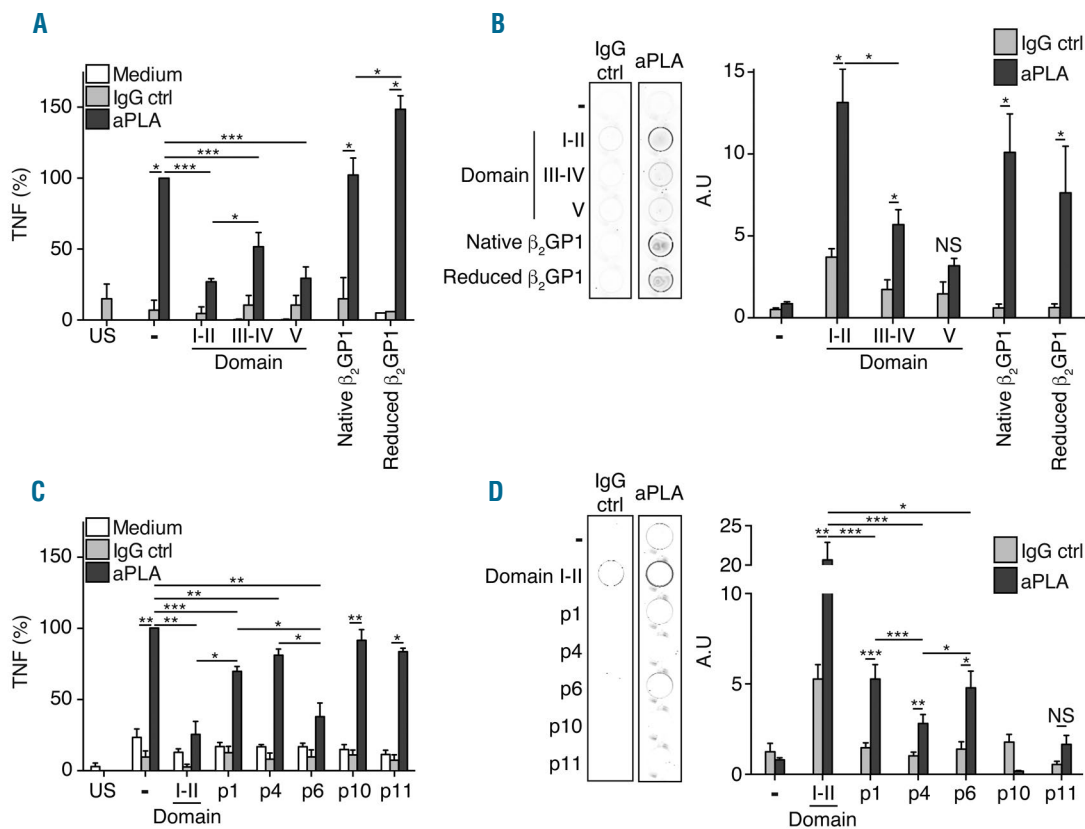 A
Medium
IgG ctrl
aPLA
TNF (%)
150
100
50
0
*
***
***
***
*
*
*
*
US
-
I-II
III-IV
V
Domain
Native β2GP1
Reduced β2GP1
B
IgG ctrl
aPLA
-
Domain
I-II
III-IV
V
Native β2GP1
Reduced β2GP1
IgG ctrl
aPLA
A.U
15
10
5
0
*
*
*
NS
*
*
-
I-II
III-IV
V
Domain
Native β2GP1
Reduced β2GP1
C
Medium
IgG ctrl
aPLA
TNF (%)
150
100
50
0
**
**
***
**
**
*
*
*
**
*
US
-
I-II
Domain
p1
p4
p6
p10
p11
D
IgG ctrl
aPLA
-
Domain I-II
p1
p4
p6
p10
p11
IgG ctrl
aPLA
A.U
25
20
5
5
0
*
***
**
***
***
***
**
*
*
NS
-
I-II
Domain
p1
p4
p6
p10
p11